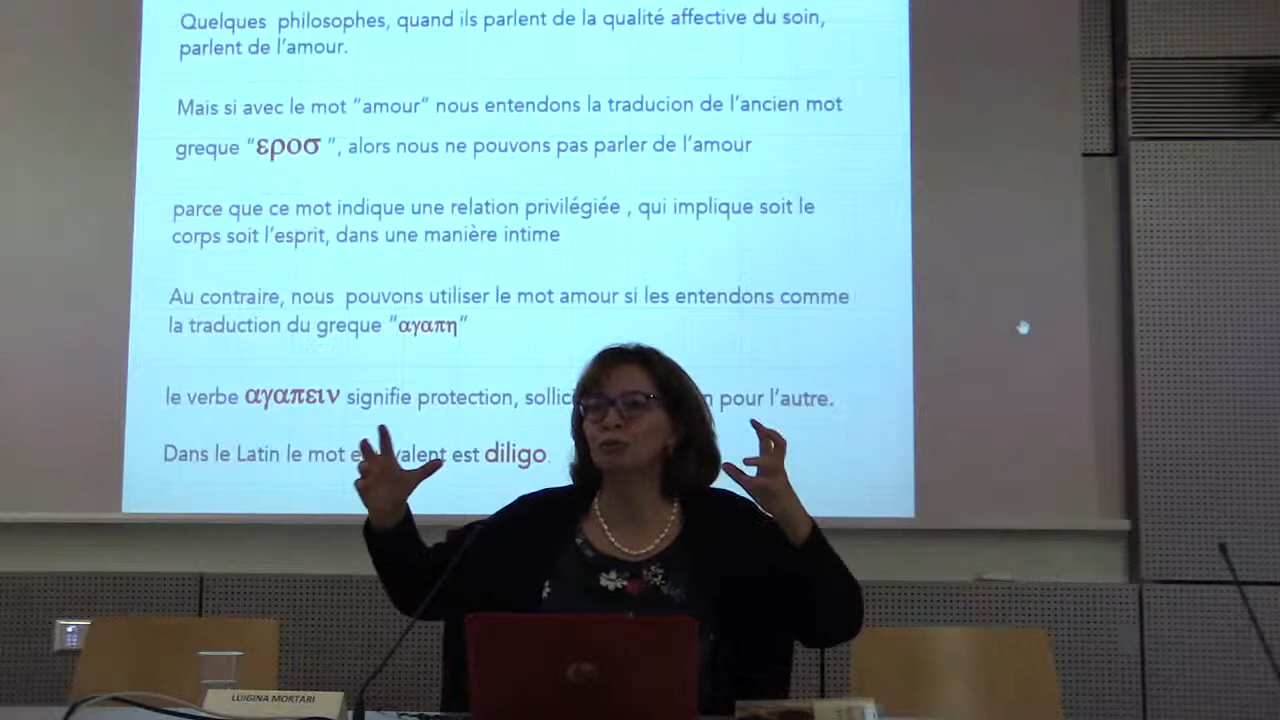 Quelques philosophes, quand ils parlent de la qualité affective du soin,
parlent de l'amour.
Mais si avec le mot "amour" nous entendons la traducion de l'ancien mot
greque "εροσ ", alors nous ne pouvons pas parler de l'amour
parce que ce mot indique une relation privilégiée , qui implique soit le
corps soit l'esprit, dans une manière intime
Au contraire, nous pouvons utiliser le mot amour si les entendons comme
la traduction du greque "αγαπη"
le verbe αγαπειν signifie protection, pour l'autre.
Dans le Latin le mot est diligo.
LUIGINA MORTARI
hp